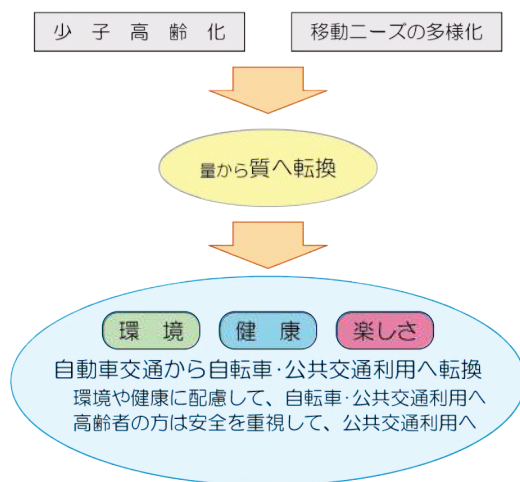 少子高齢化
移動ニーズの多様化
量から質へ転換
環境
健康
楽しさ
自動車交通から自転車・公共交通利用へ転換
環境や健康に配慮して、自転車・公共交通利用へ
高齢者の方は安全を重視して、公共交通利用へ